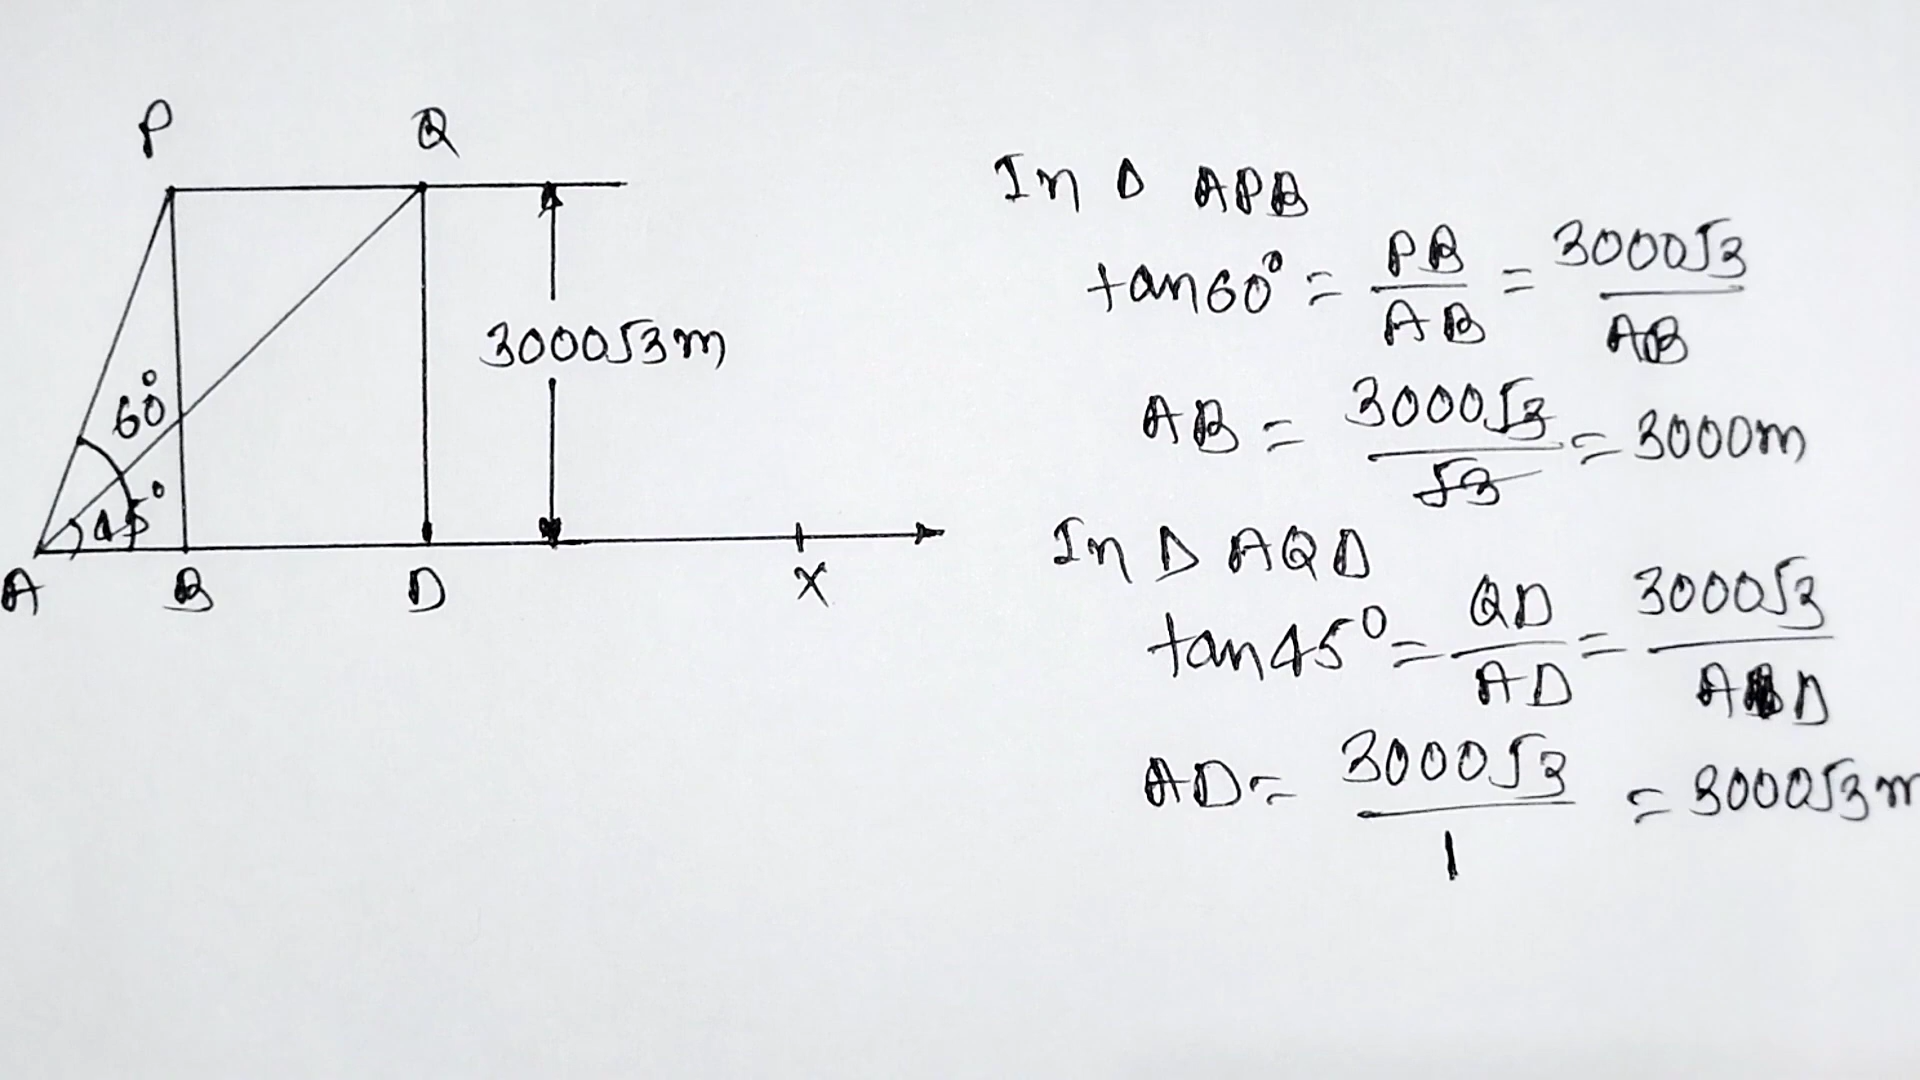 P Q
60°
45°
3000√3m
A B D X
In Δ APB
tan60° = PB/AB = 3000√3/AB
AB = 3000√3/√3 = 3000m
In Δ AQD
tan45° = QD/AD = 3000√3/AD
AD = 3000√3/1 = 3000√3m